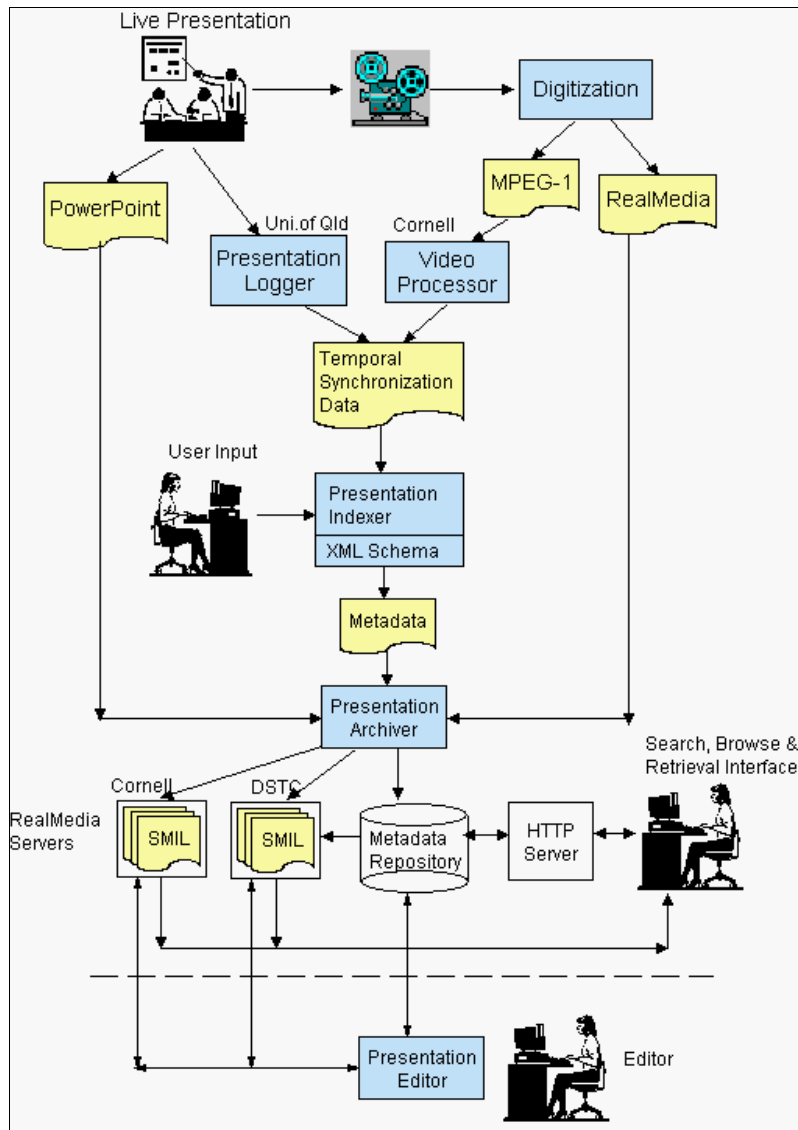 Live Presentation
Digitization
PowerPoint
MPEG-1
RealMedia
Uni.of Qld
Cornell
Presentation
Logger
Video
Processor
Temporal
Synchronization
Data
User Input
Presentation
Indexer
XML Schema
Metadata
Presentation
Archiver
Search, Browse &
Retrieval Interface
Cornell
DSTC
RealMedia
Servers
SMIL
SMIL
Metadata
Repository
HTTP
Server
Presentation
Editor
Editor